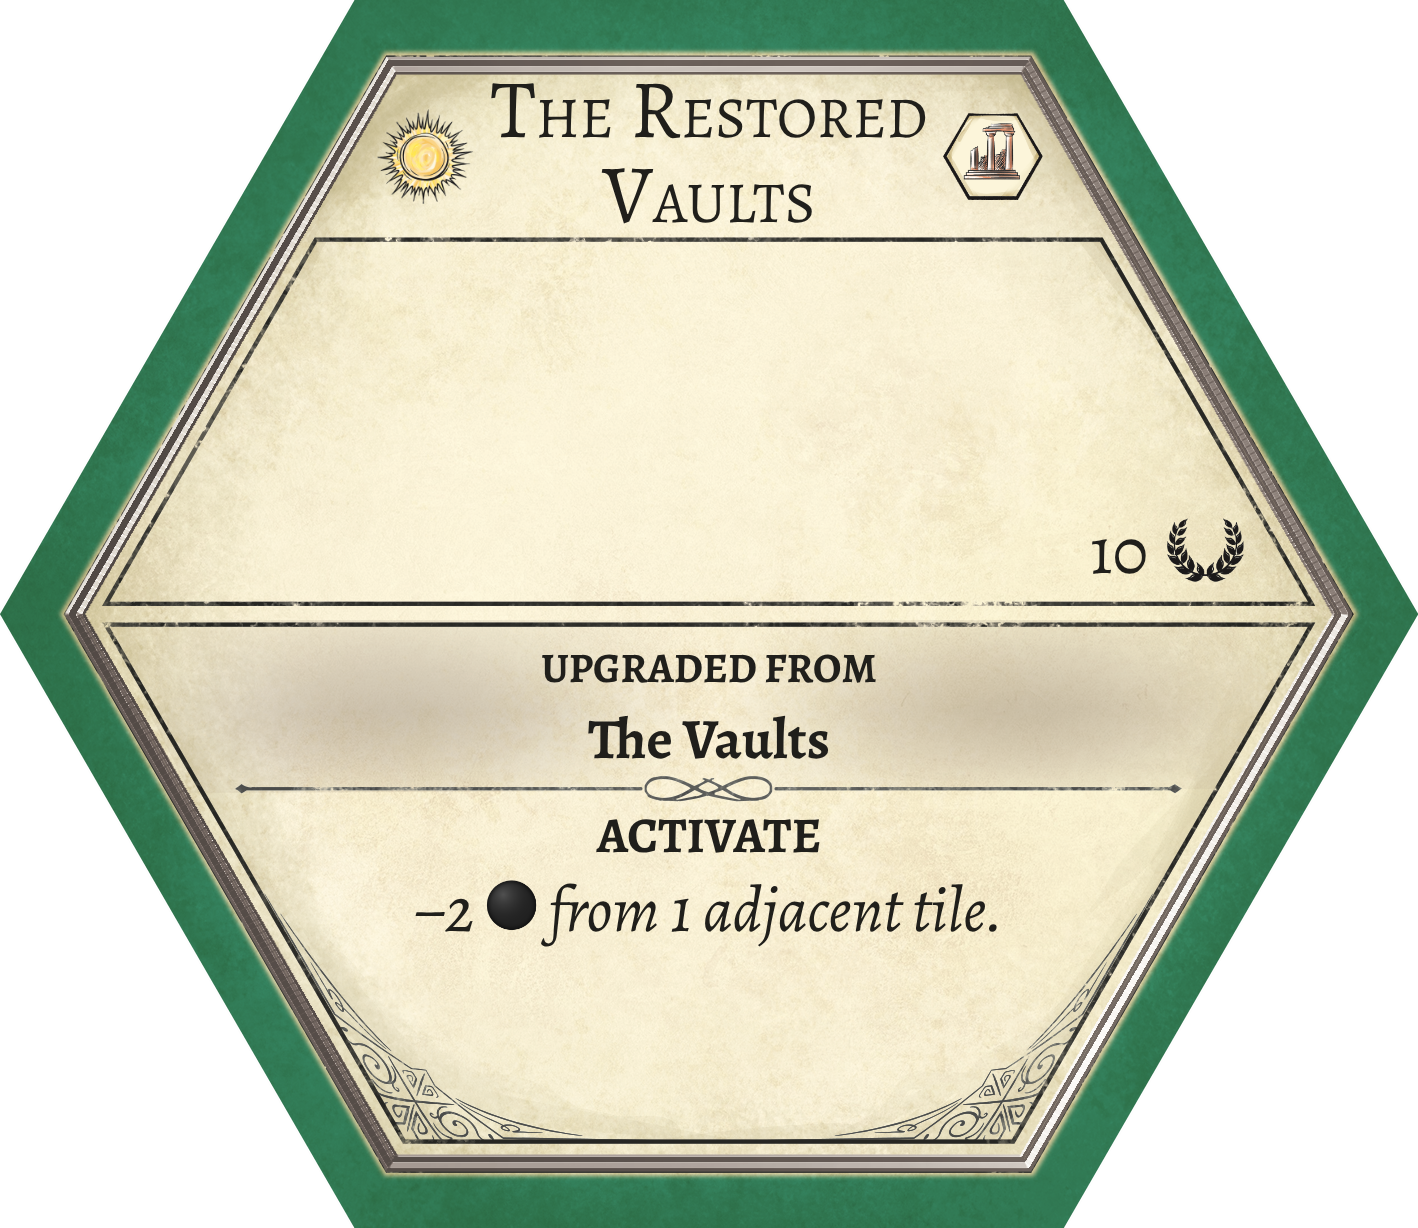 The Restored
Vaults
10
UPGRADED FROM
The Vaults
ACTIVATE
–2 from 1 adjacent tile.